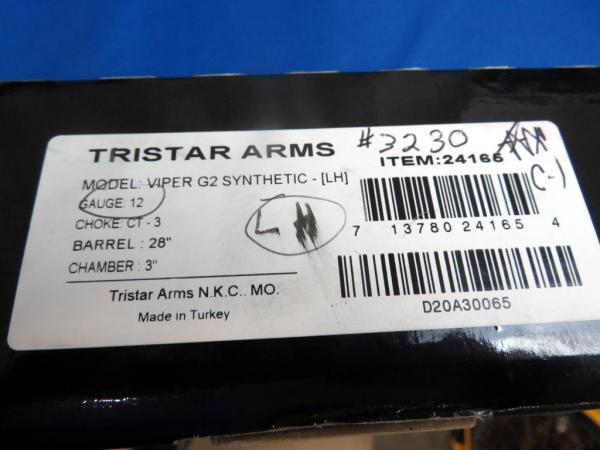 TRISTAR ARMS
#3230
ITEM:24165
(C-)
MODEL: VIPER G2 SYNTHETIC - [LH]
GAUGE: 12
CHOKE: CT - 3
LH
BARREL : 28"
CHAMBER : 3"
7 13780 24165 4
Tristar Arms N.K.C.. MO.
Made in Turkey
D20A30065